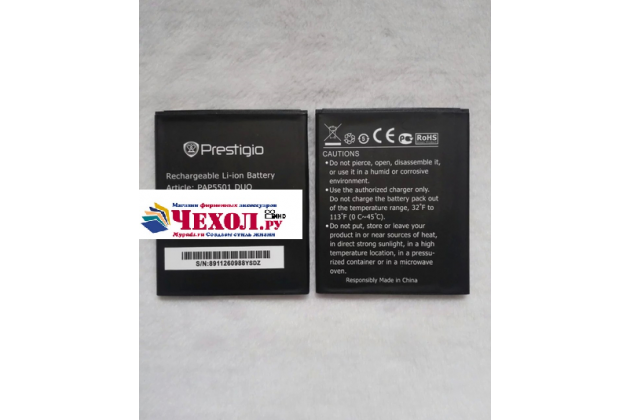 Prestigio
Rechargeable Li-ion Battery
Article: PAP5501 DUO
Магазин фирменных аксессуаров
Чехол.ру
Mypads.ru Создаем стиль жизни
S/N:8911260988Y8DZ
CE
RoHS
CAUTIONS
• Do not pierce, open, disassemble it,
use it in a humid or corrosive
environment.
• Use the authorized charger only.
Do not charge the battery pack out
of the temperature range, 32°F to
113°F (0 C~45°C).
• Do not put, store or leave your
product in or near sources of heat,
in direct strong sunlight, in a high
temperature location, in a pressu-
rized container or in a microwave
oven.
Responsibly Made in China